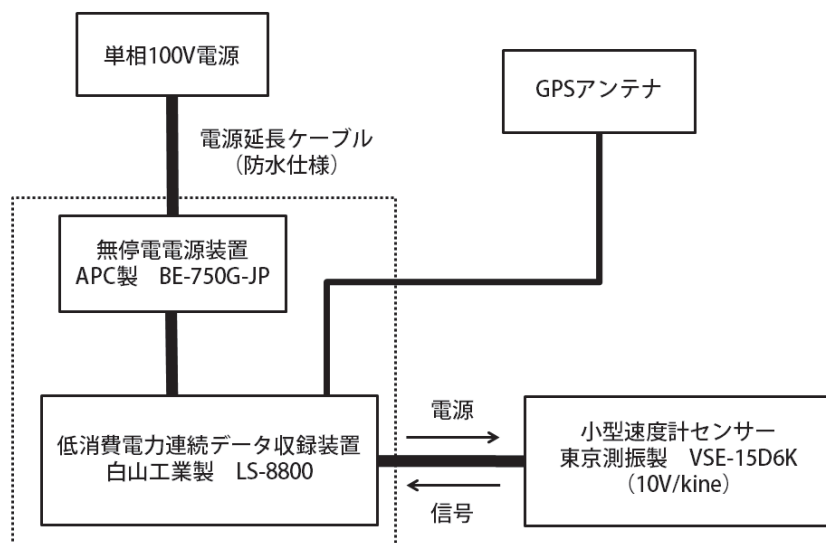 単相100V電源
GPSアンテナ
電源延長ケーブル
（防水仕様）
無停電電源装置
APC製　BE-750G-JP
低消費電力連続データ収録装置
白山工業製　LS-8800
電源
信号
小型速度計センサー
東京測振製　VSE-15D6K
（10V/kine）